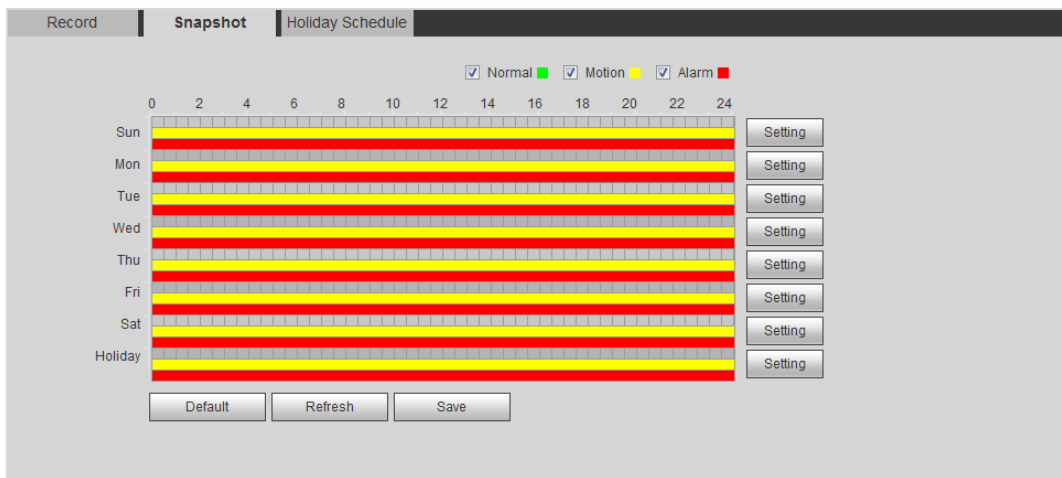 Record Snapshot Holiday Schedule
Normal Motion Alarm
0 2 4 6 8 10 12 14 16 18 20 22 24
Sun Setting
Mon Setting
Tue Setting
Wed Setting
Thu Setting
Fri Setting
Sat Setting
Holiday Setting
Default Refresh Save